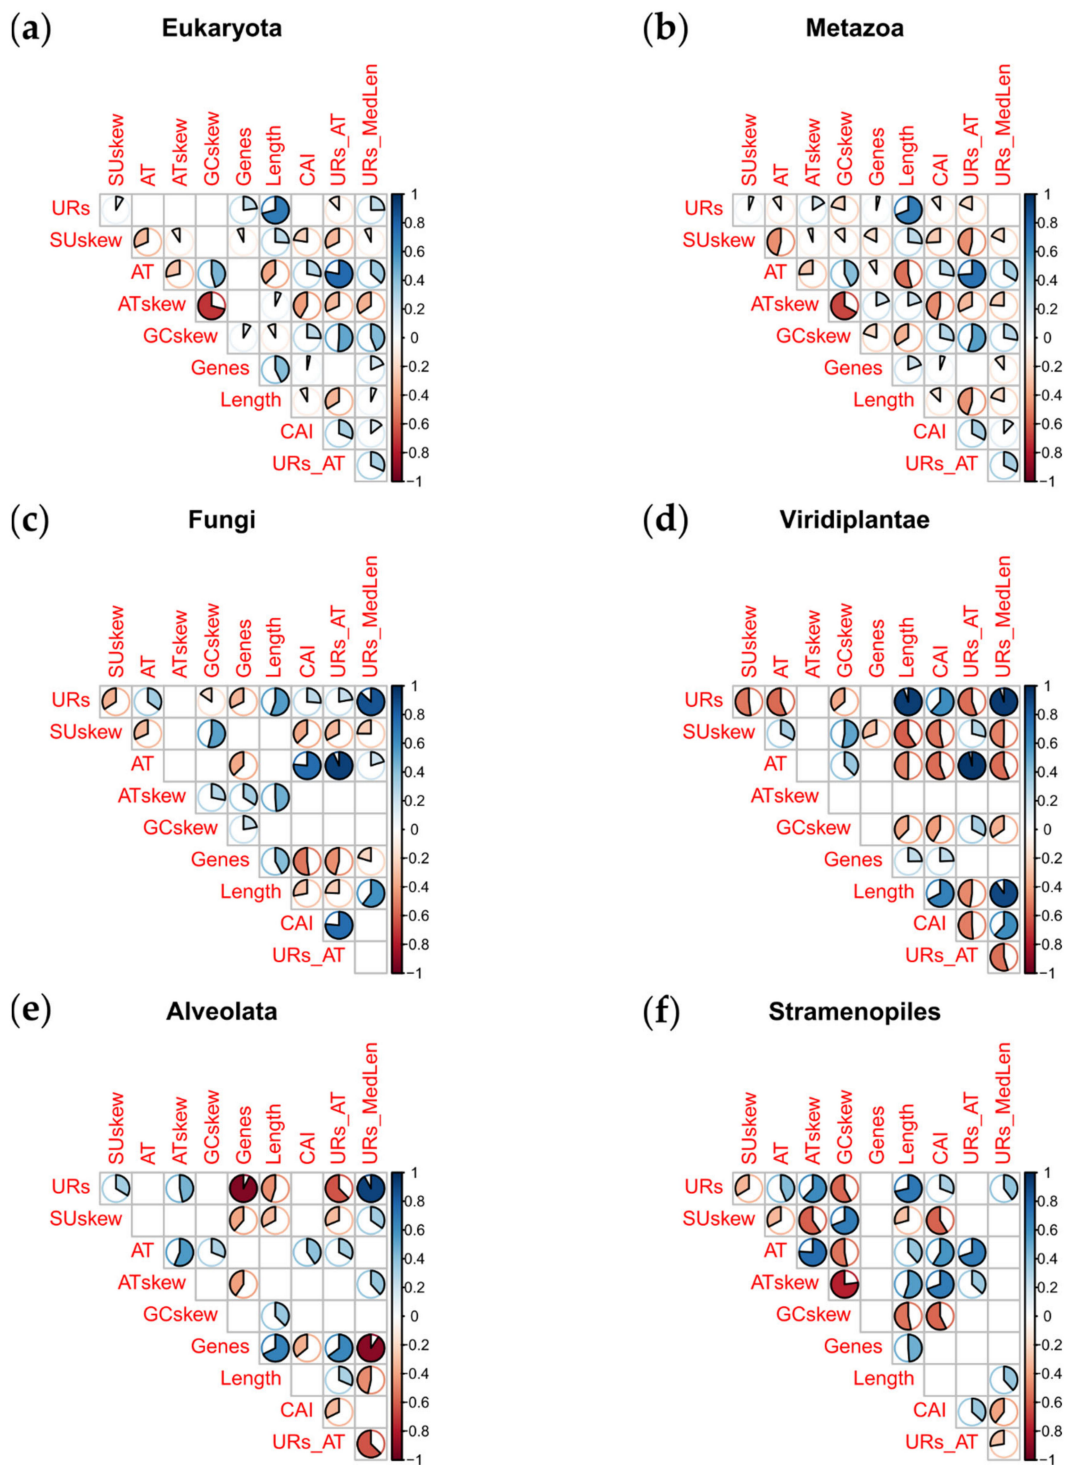 (a) Eukaryota
SUskew AT ATskew GCskew Genes Length CAI URs_AT URs_MedLen
URs
SUskew
AT
ATskew
GCskew
Genes
Length
CAI
URs_AT
1
0.8
0.6
0.4
0.2
0
−0.2
−0.4
−0.6
−0.8
−1
(b) Metazoa
SUskew AT ATskew GCskew Genes Length CAI URs_AT URs_MedLen
URs
SUskew
AT
ATskew
GCskew
Genes
Length
CAI
URs_AT
1
0.8
0.6
0.4
0.2
0
−0.2
−0.4
−0.6
−0.8
−1
(c) Fungi
SUskew AT ATskew GCskew Genes Length CAI URs_AT URs_MedLen
URs
SUskew
AT
ATskew
GCskew
Genes
Length
CAI
URs_AT
1
0.8
0.6
0.4
0.2
0
−0.2
−0.4
−0.6
−0.8
−1
(d) Viridiplantae
SUskew AT ATskew GCskew Genes Length CAI URs_AT URs_MedLen
URs
SUskew
AT
ATskew
GCskew
Genes
Length
CAI
URs_AT
1
0.8
0.6
0.4
0.2
0
−0.2
−0.4
−0.6
−0.8
−1
(e) Alveolata
SUskew AT ATskew GCskew Genes Length CAI URs_AT URs_MedLen
URs
SUskew
AT
ATskew
GCskew
Genes
Length
CAI
URs_AT
1
0.8
0.6
0.4
0.2
0
−0.2
−0.4
−0.6
−0.8
−1
(f) Stramenopiles
SUskew AT ATskew GCskew Genes Length CAI URs_AT URs_MedLen
URs
SUskew
AT
ATskew
GCskew
Genes
Length
CAI
URs_AT
1
0.8
0.6
0.4
0.2
0
−0.2
−0.4
−0.6
−0.8
−1